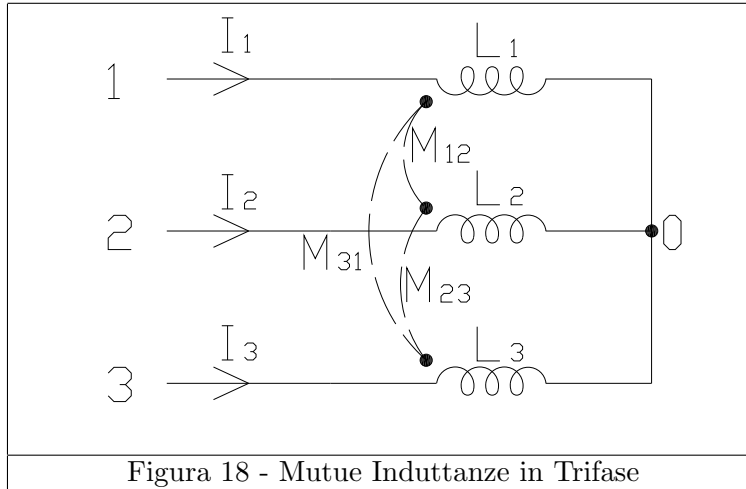 I1
L1
1
M12
I2
L2
2
0
M31
M23
I3
L3
3
Figura 18 - Mutue Induttanze in Trifase